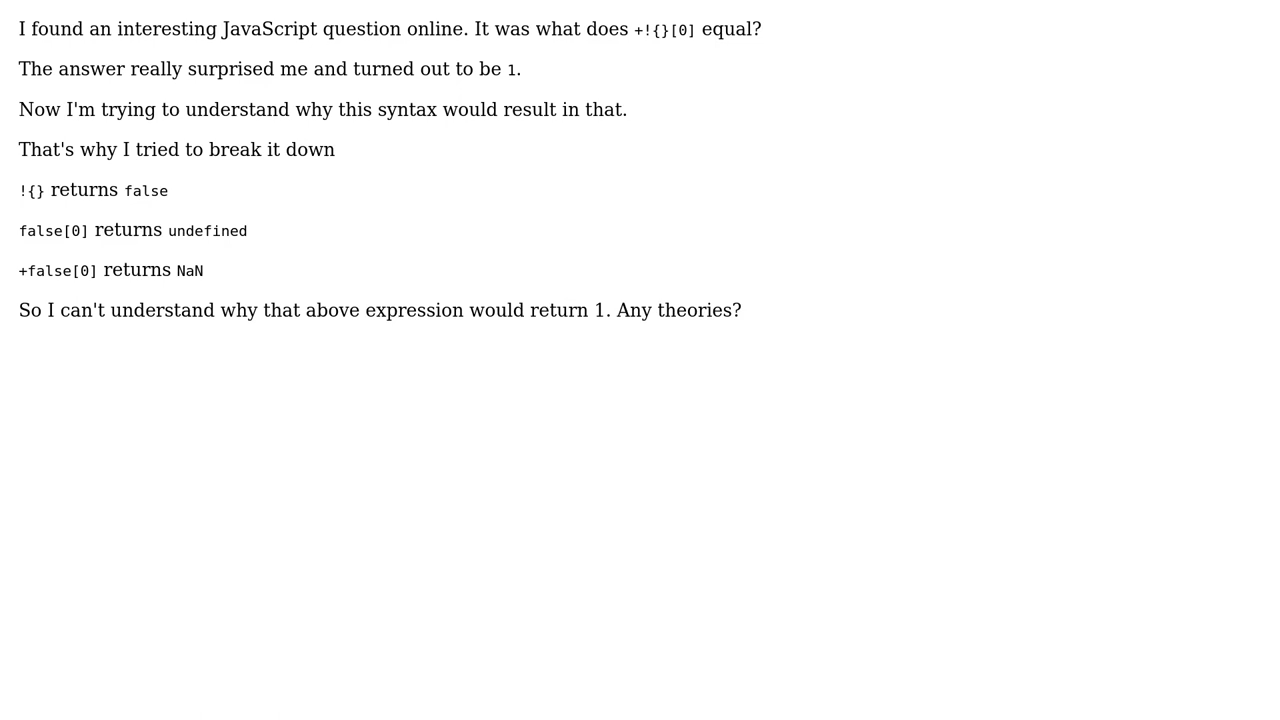 I found an interesting JavaScript question online. It was what does +!{}[0] equal?
The answer really surprised me and turned out to be 1.
Now I'm trying to understand why this syntax would result in that.
That's why I tried to break it down
!{} returns false
false[0] returns undefined
+false[0] returns NaN
So I can't understand why that above expression would return 1. Any theories?